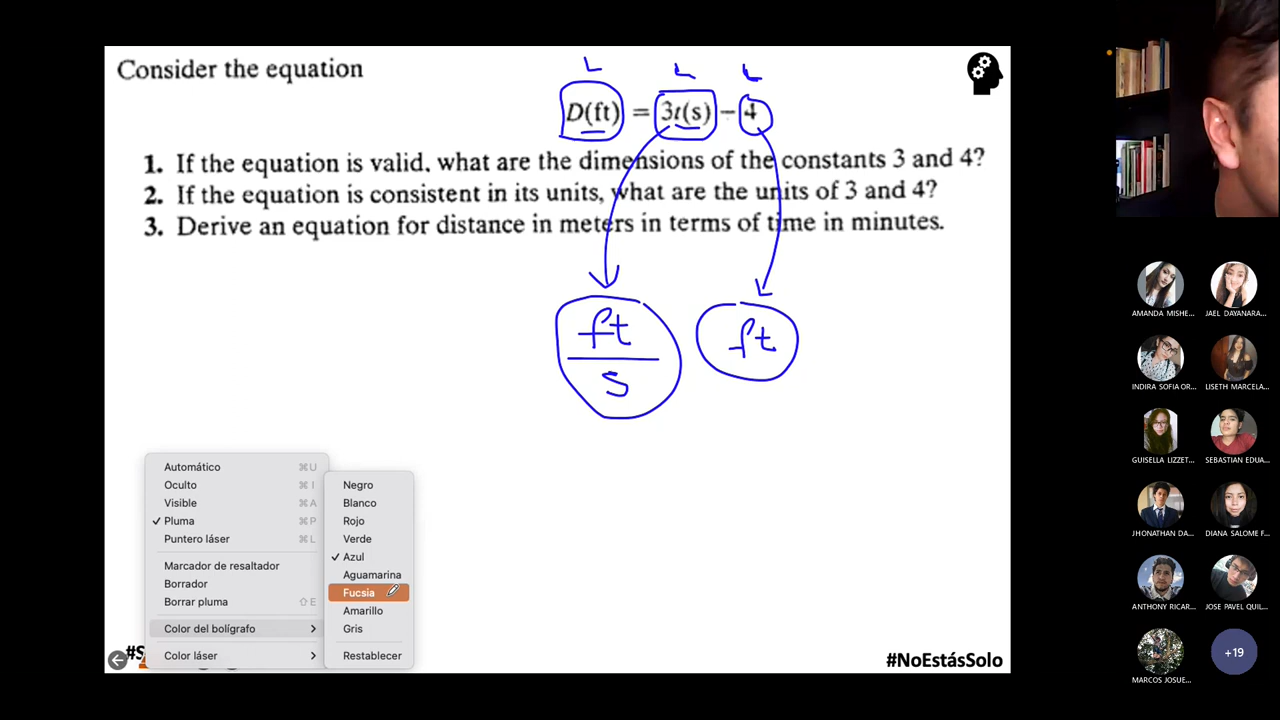 Consider the equation
L L L
D(ft) = 3t(s) – 4
1. If the equation is valid, what are the dimensions of the constants 3 and 4?
2. If the equation is consistent in its units, what are the units of 3 and 4?
3. Derive an equation for distance in meters in terms of time in minutes.
ft
s
ft
Automático ⌘U
Oculto ⌘I
Visible ⌘A
✓ Pluma ⌘P
Puntero láser ⌘L
Marcador de resaltador
Borrador
Borrar pluma ⇧E
Color del bolígrafo >
Color láser >
Negro
Blanco
Rojo
Verde
✓ Azul
Aguamarina
Fucsia
Amarillo
Gris
Restablecer
#NoEstásSolo
AMANDA MISHE...
JAEL DAYANARA...
INDIRA SOFIA OR...
LISETH MARCELA...
GUISELLA LIZZET...
SEBASTIAN EDUA...
JHONATHAN DA...
DIANA SALOME F...
ANTHONY RICAR...
JOSE PAVEL QUIL...
MARCOS JOSUE...
+19